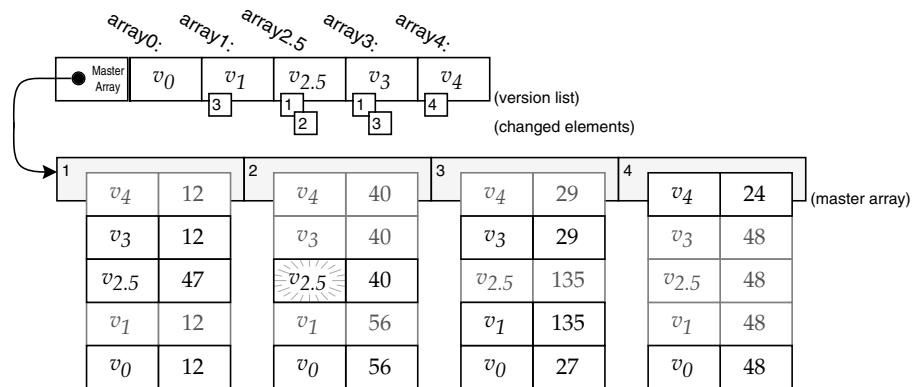 array0: array1: array2.5 array3: array4:
Master Array v0 v1 v2.5 v3 v4
(version list)
3 1 2 1 3 4
(changed elements)
1 2 3 4
v4 12 v4 40 v4 29 v4 24
(master array)
v3 12 v3 40 v3 29 v3 48
v2.5 47 v2.5 40 v2.5 135 v2.5 48
v1 12 v1 56 v1 135 v1 48
v0 12 v0 56 v0 27 v0 48